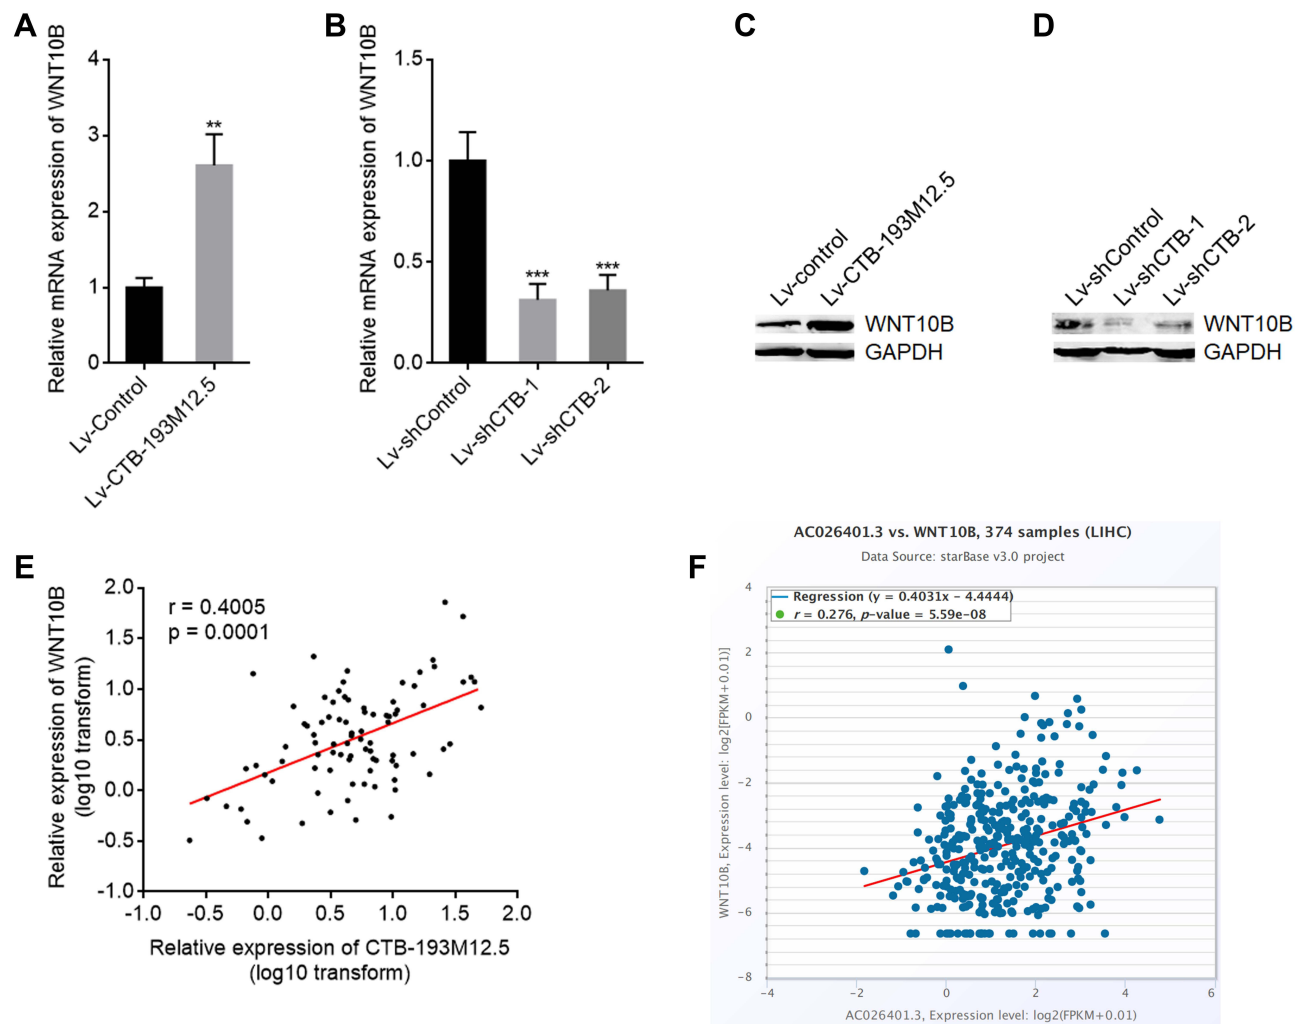 A
Relative mRNA expression of WNT10B
4
3
2
1
0
**
Lv-Control
Lv-CTB-193M12.5
B
Relative mRNA expression of WNT10B
1.5
1.0
0.5
0.0
***
***
Lv-shControl
Lv-shCTB-1
Lv-shCTB-2
C
Lv-control
Lv-CTB-193M12.5
WNT10B
GAPDH
D
Lv-shControl
Lv-shCTB-1
Lv-shCTB-2
WNT10B
GAPDH
E
Relative expression of WNT10B
(log10 transform)
2.0
1.5
1.0
0.5
0.0
-0.5
-1.0
r = 0.4005
p = 0.0001
-1.0 -0.5 0.0 0.5 1.0 1.5 2.0
Relative expression of CTB-193M12.5
(log10 transform)
F
AC026401.3 vs. WNT10B, 374 samples (LIHC)
Data Source: starBase v3.0 project
Regression (y = 0.4031x − 4.4444)
r = 0.276, p-value = 5.59e-08
WNT10B, Expression level: log2[FPKM+0.01)]
4
2
0
−2
−4
−6
−8
−4 −2 0 2 4 6
AC026401.3, Expression level: log2(FPKM+0.01)